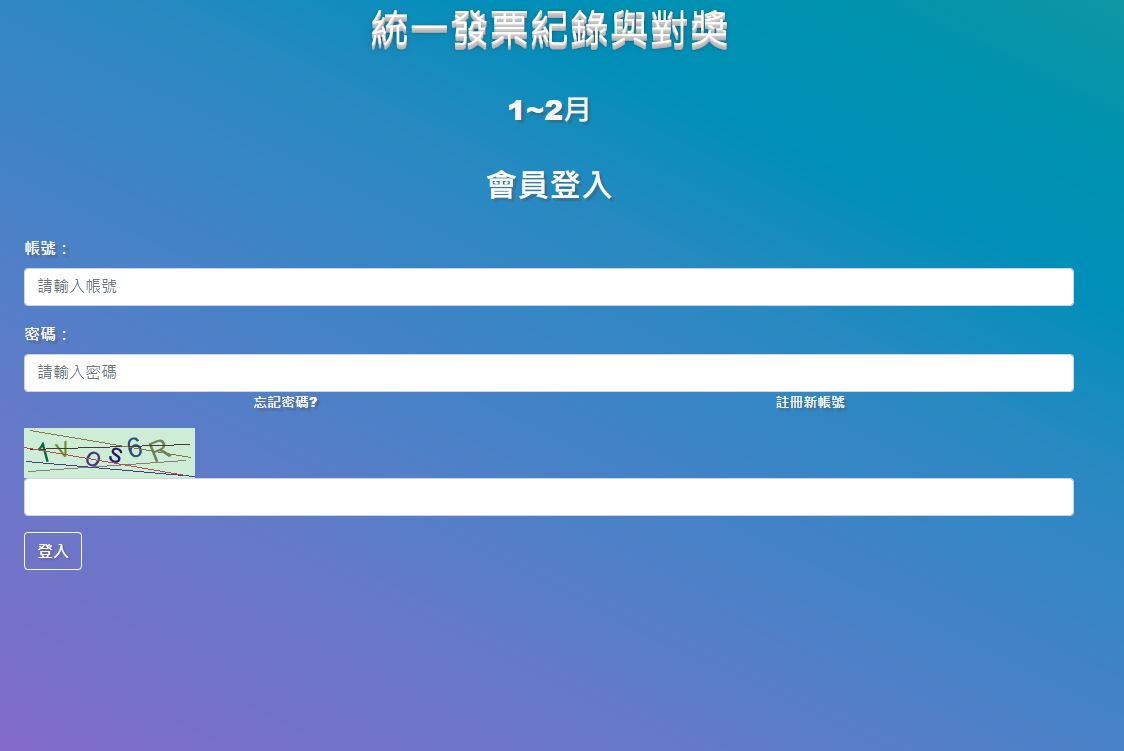 統一發票紀錄與對獎
1~2月
會員登入
帳號：
請輸入帳號
密碼：
請輸入密碼
忘記密碼?
註冊新帳號
登入